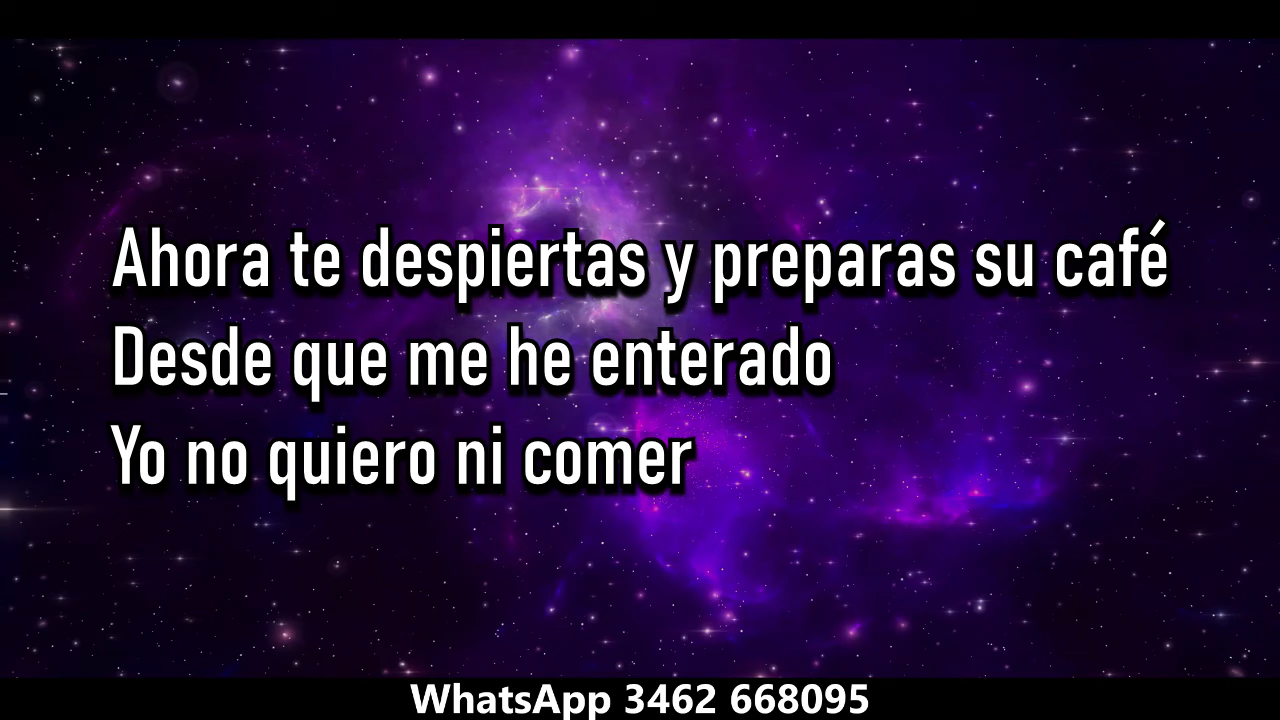 Ahora te despiertas y preparas su café
Desde que me he enterado
Yo no quiero ni comer
WhatsApp 3462 668095